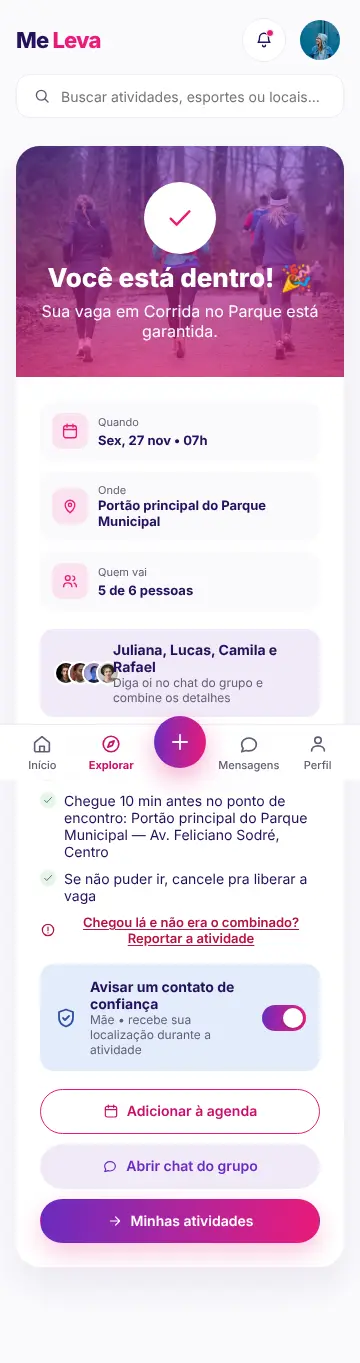 Me Leva
Buscar atividades, esportes ou locais...
Você está dentro! 🎉
Sua vaga em Corrida no Parque está
garantida.
Quando
Sex, 27 nov • 07h
Onde
Portão principal do Parque
Municipal
Quem vai
5 de 6 pessoas
Juliana, Lucas, Camila e
Rafael
Diga oi no chat do grupo e
combine os detalhes
Início
Explorar
Mensagens
Perfil
Chegue 10 min antes no ponto de
encontro: Portão principal do Parque
Municipal — Av. Feliciano Sodré,
Centro
Se não puder ir, cancele pra liberar a
vaga
Chegou lá e não era o combinado?
Reportar a atividade
Avisar um contato de
confiança
Mãe • recebe sua
localização durante a
atividade
Adicionar à agenda
Abrir chat do grupo
Minhas atividades